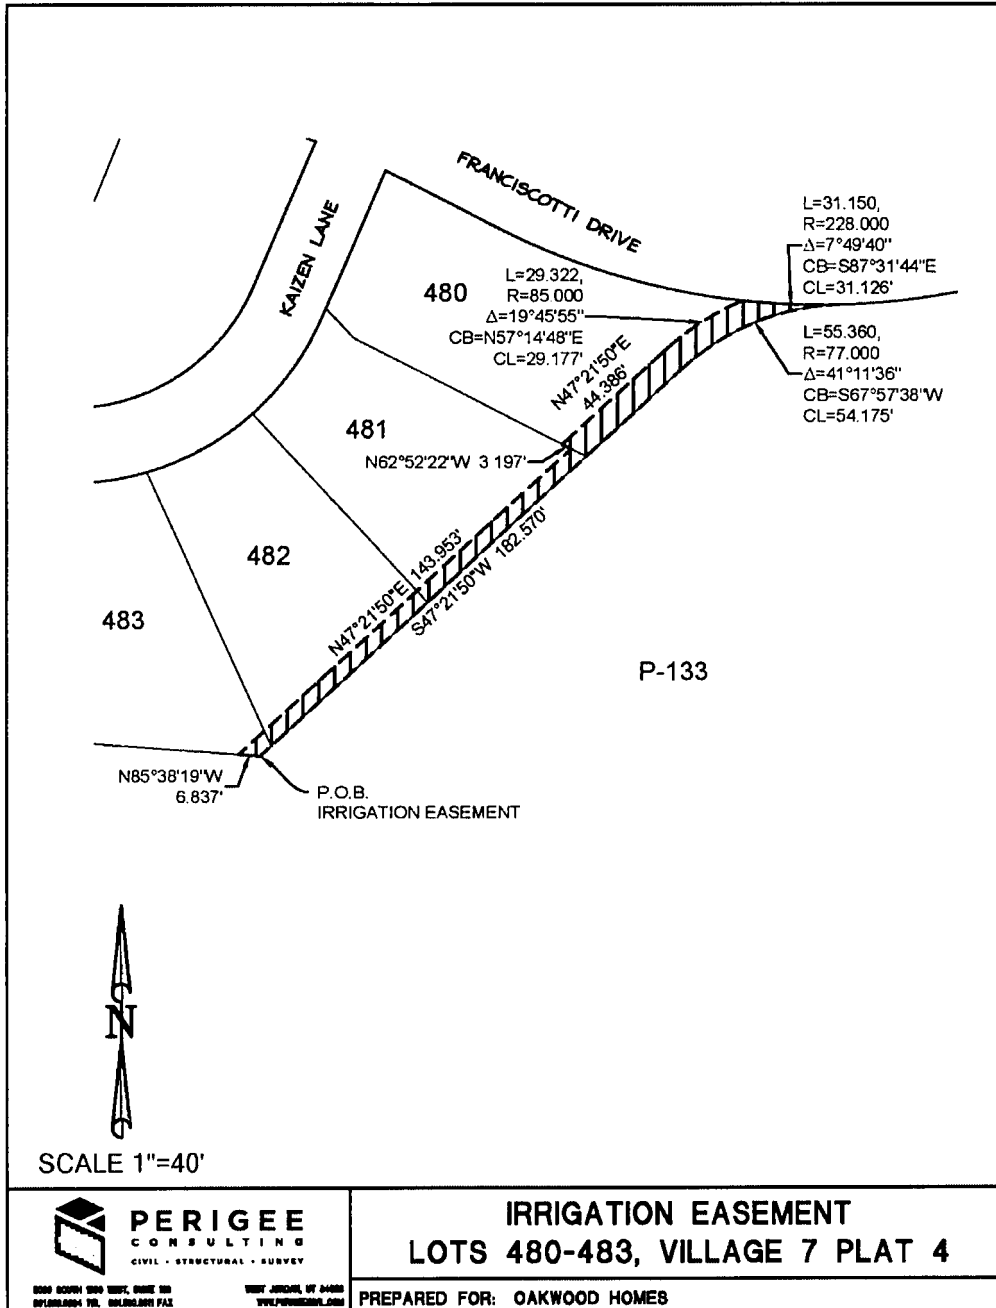 FRANCISCOTTI DRIVE
KAIZEN LANE
L=31.150,
R=228.000
Δ=7°49'40"
CB=S87°31'44"E
CL=31.126'
480
L=29.322,
R=85.000
Δ=19°45'55"
CB=N57°14'48"E
CL=29.177'
L=55.360,
R=77.000
Δ=41°11'36"
CB=S67°57'38"W
CL=54.175'
N47°21'50"E
44.386'
481
N62°52'22"W 3 197'
482
N47°21'50"E 143.953'
S47°21'50"W 182.570'
483
P-133
N85°38'19"W
6.837'
P.O.B.
IRRIGATION EASEMENT
N
SCALE 1"=40'
PERIGEE
CONSULTING
CIVIL • STRUCTURAL • SURVEY
WEST JORDAN, UT
IRRIGATION EASEMENT
LOTS 480-483, VILLAGE 7 PLAT 4
PREPARED FOR: OAKWOOD HOMES